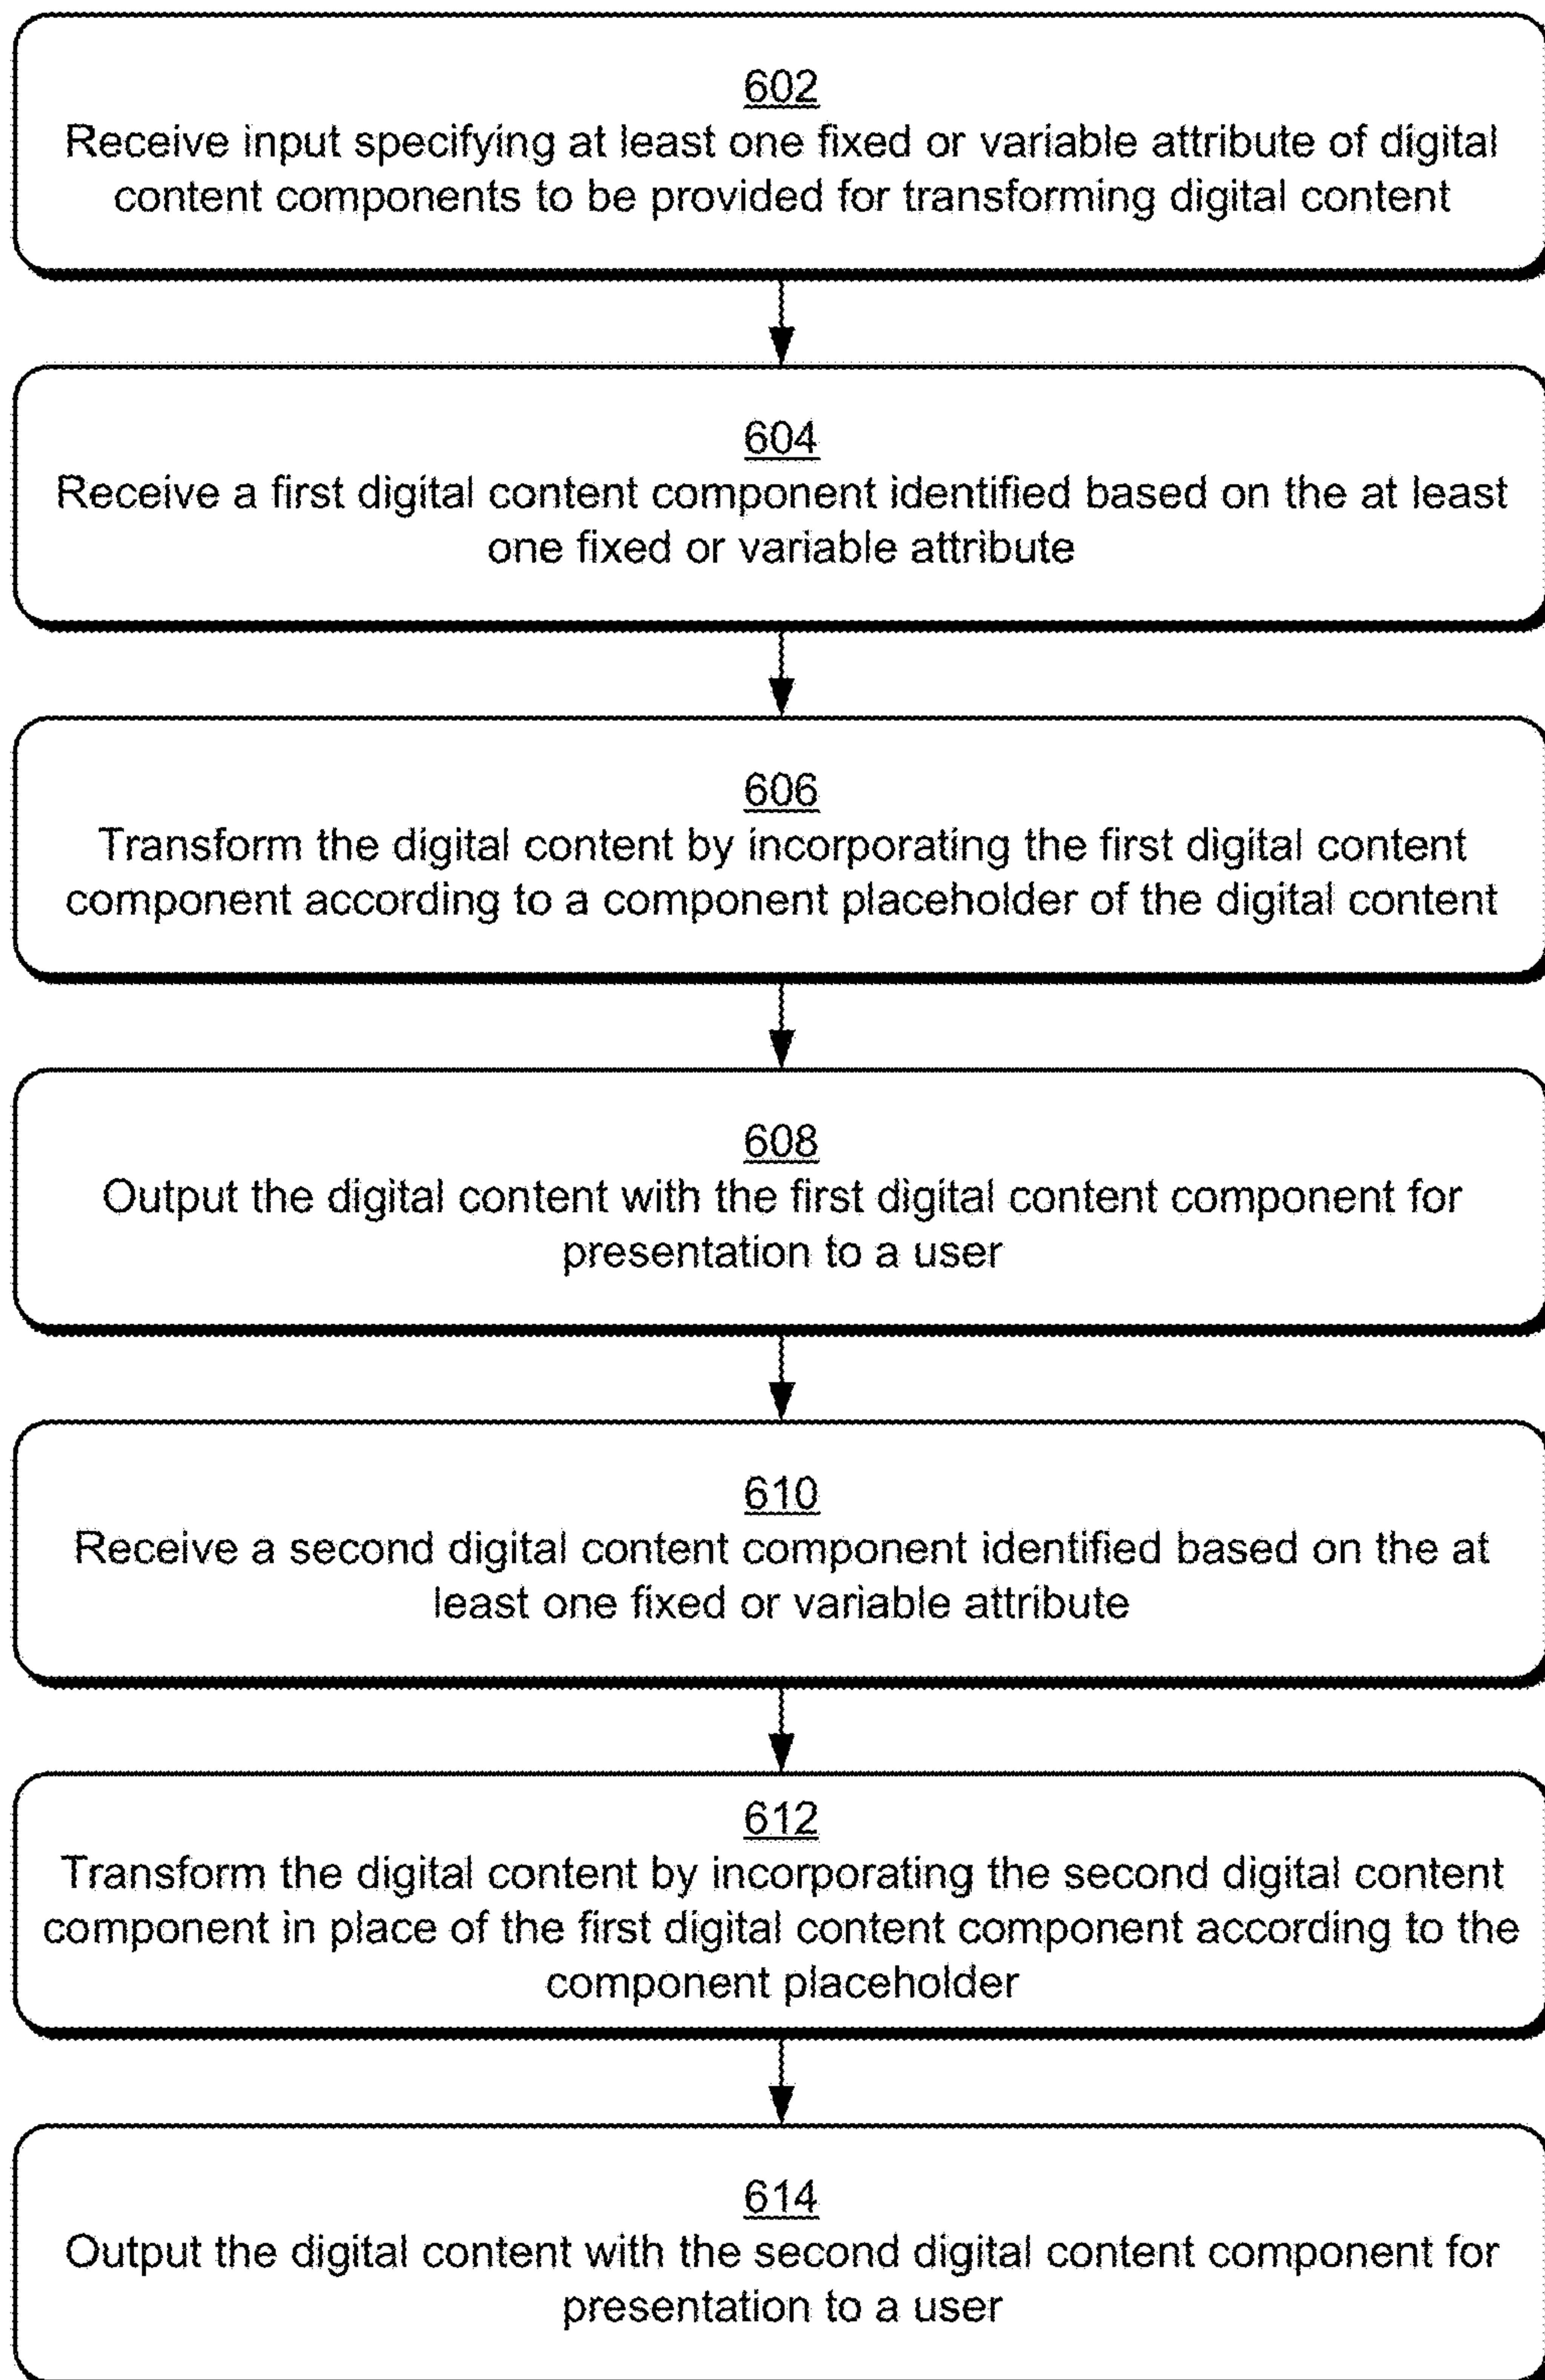 602
Receive input specifying at least one fixed or variable attribute of digital
content components to be provided for transforming digital content
604
Receive a first digital content component identified based on the at least
one fixed or variable attribute
606
Transform the digital content by incorporating the first digital content
component according to a component placeholder of the digital content
608
Output the digital content with the first digital content component for
presentation to a user
610
Receive a second digital content component identified based on the at
least one fixed or variable attribute
612
Transform the digital content by incorporating the second digital content
component in place of the first digital content component according to the
component placeholder
614
Output the digital content with the second digital content component for
presentation to a user